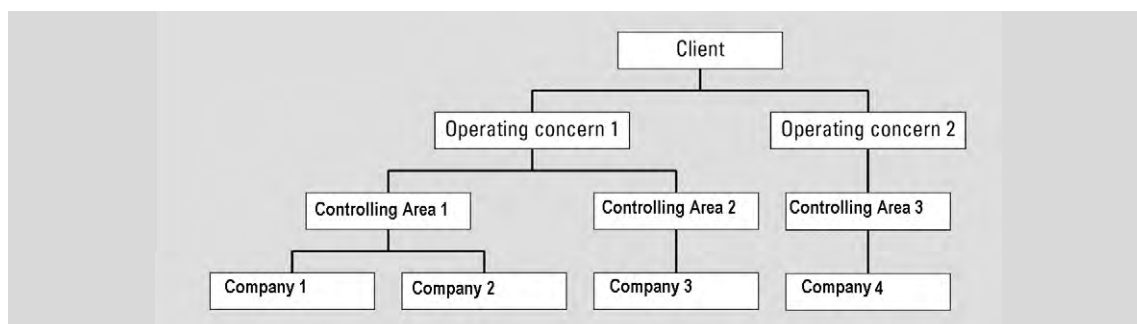 Client
Operating concern 1
Operating concern 2
Controlling Area 1
Controlling Area 2
Controlling Area 3
Company 1
Company 2
Company 3
Company 4